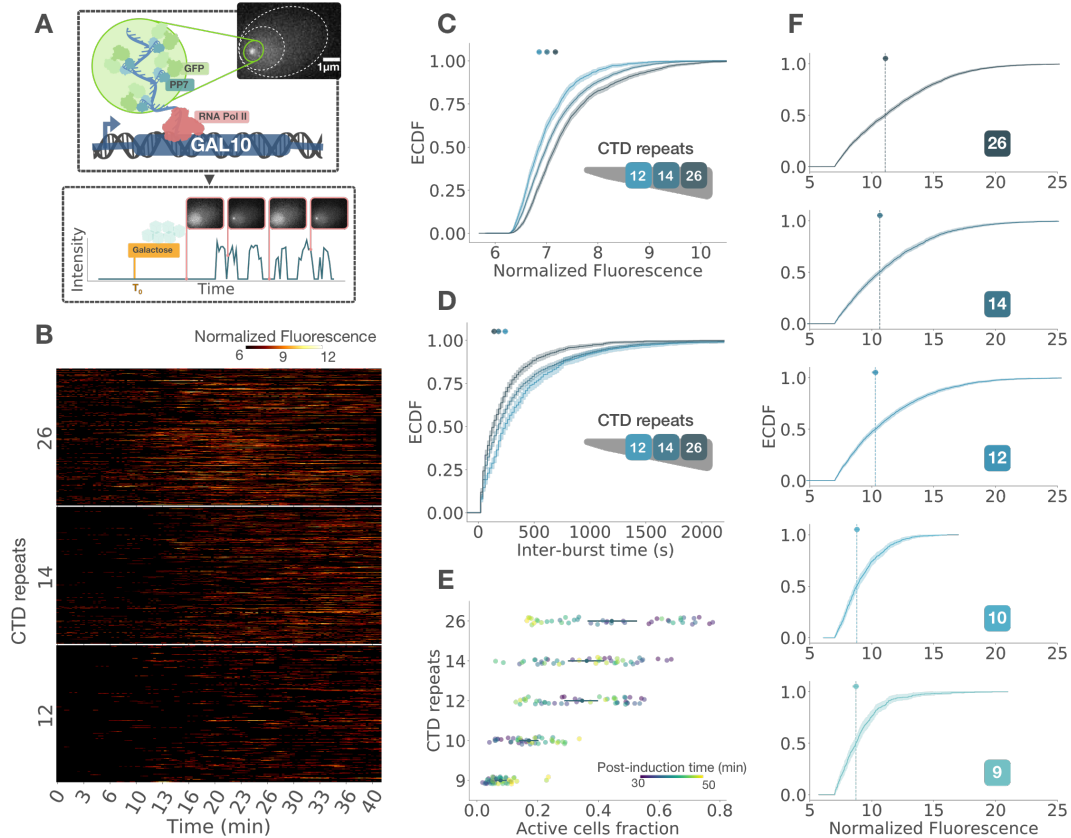 A
GFP
PP7
1μm
RNA Pol II
GAL10
Intensity
Galactose
T0
Time
B
Normalized Fluorescence
6 9 12
CTD repeats
26
14
12
0 3 6 10 13 16 20 23 26 30 33 36 40
Time (min)
C
ECDF
1.00
0.75
0.50
0.25
0.00
CTD repeats
12 14 26
6 7 8 9 10
Normalized Fluorescence
D
ECDF
1.00
0.75
0.50
0.25
0.00
CTD repeats
12 14 26
0 500 1000 1500 2000
Inter-burst time (s)
E
CTD repeats
26
14
12
10
9
Post-induction time (min)
30 50
0.0 0.2 0.4 0.6 0.8
Active cells fraction
F
ECDF
1.0
0.5
0.0
26
5 10 15 20 25
1.0
0.5
0.0
14
5 10 15 20 25
1.0
0.5
0.0
12
5 10 15 20 25
1.0
0.5
0.0
10
5 10 15 20 25
1.0
0.5
0.0
9
5 10 15 20 25
Normalized Fluorescence